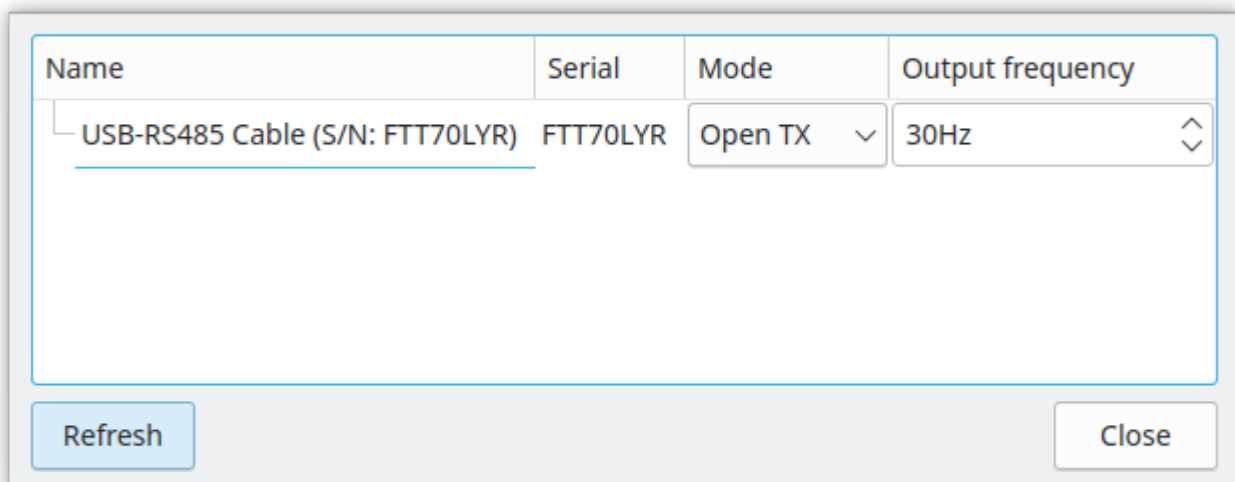 Name Serial Mode Output frequency
USB-RS485 Cable (S/N: FTT70LYR) FTT70LYR Open TX 30Hz
Refresh Close